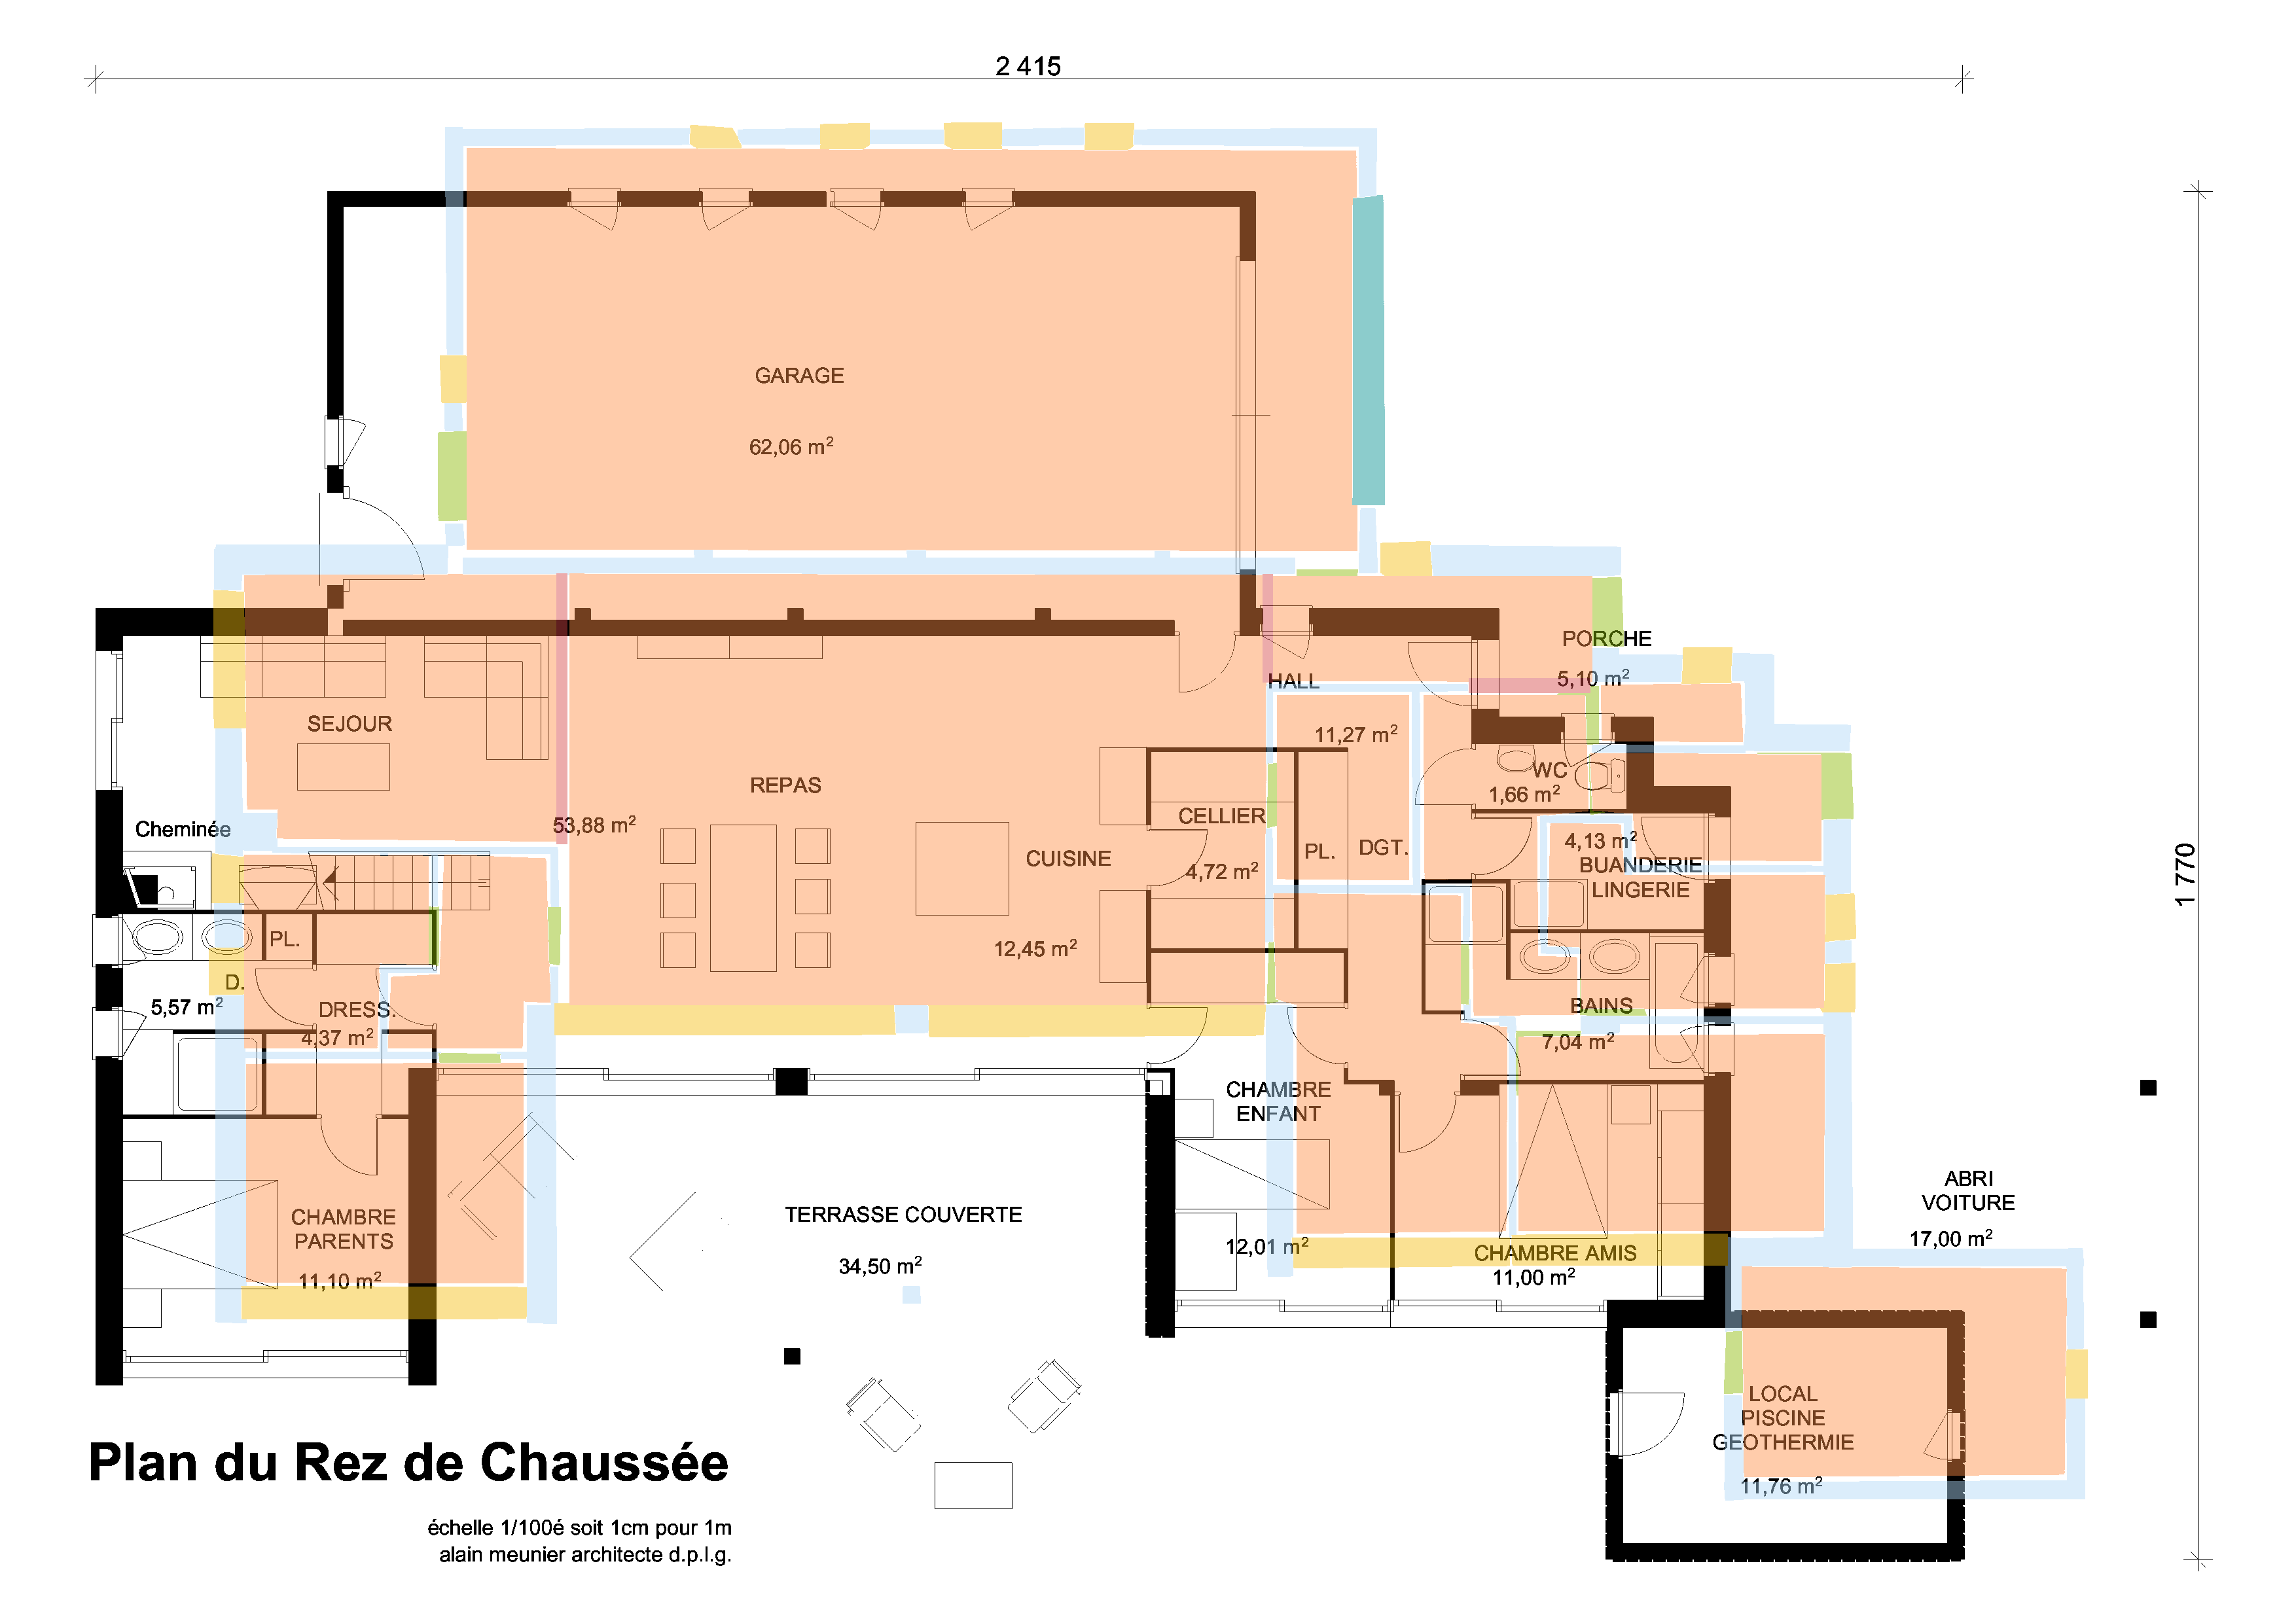 2 415
GARAGE
62,06 m²
PORCHE
5,10 m²
HALL
SEJOUR
11,27 m²
REPAS
WC
1,66 m²
53,88 m²
Cheminée
CELLIER
4,72 m²
CUISINE
PL.
DGT.
4,13 m²
BUANDERIE
LINGERIE
1 770
PL.
12,45 m²
D.
5,57 m²
DRESS.
4,37 m²
BAINS
7,04 m²
CHAMBRE
ENFANT
12,01 m²
CHAMBRE
PARENTS
11,10 m²
TERRASSE COUVERTE
34,50 m²
CHAMBRE AMIS
11,00 m²
ABRI
VOITURE
17,00 m²
LOCAL
PISCINE
GEOTHERMIE
11,76 m²
Plan du Rez de Chaussée
échelle 1/100é soit 1cm pour 1m
alain meunier architecte d.p.l.g.